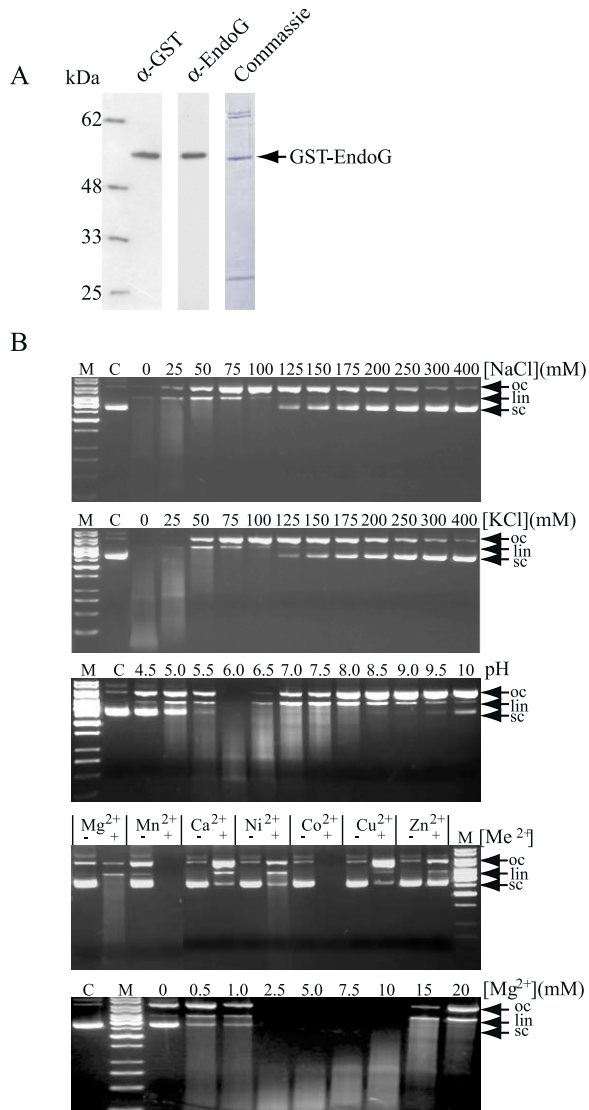 A
kDa
α-GST
α-EndoG
Commassie
62
48
33
25
GST-EndoG
B
M C 0 25 50 75 100 125 150 175 200 250 300 400 [NaCl](mM)
oc
lin
sc
M C 0 25 50 75 100 125 150 175 200 250 300 400 [KCl](mM)
oc
lin
sc
M C 4.5 5.0 5.5 6.0 6.5 7.0 7.5 8.0 8.5 9.0 9.5 10 pH
oc
lin
sc
Mg2+ Mn2+ Ca2+ Ni2+ Co2+ Cu2+ Zn2+ M [Me2+]
- + - + - + - + - + - + - +
oc
lin
sc
C M 0 0.5 1.0 2.5 5.0 7.5 10 15 20 [Mg2+](mM)
oc
lin
sc